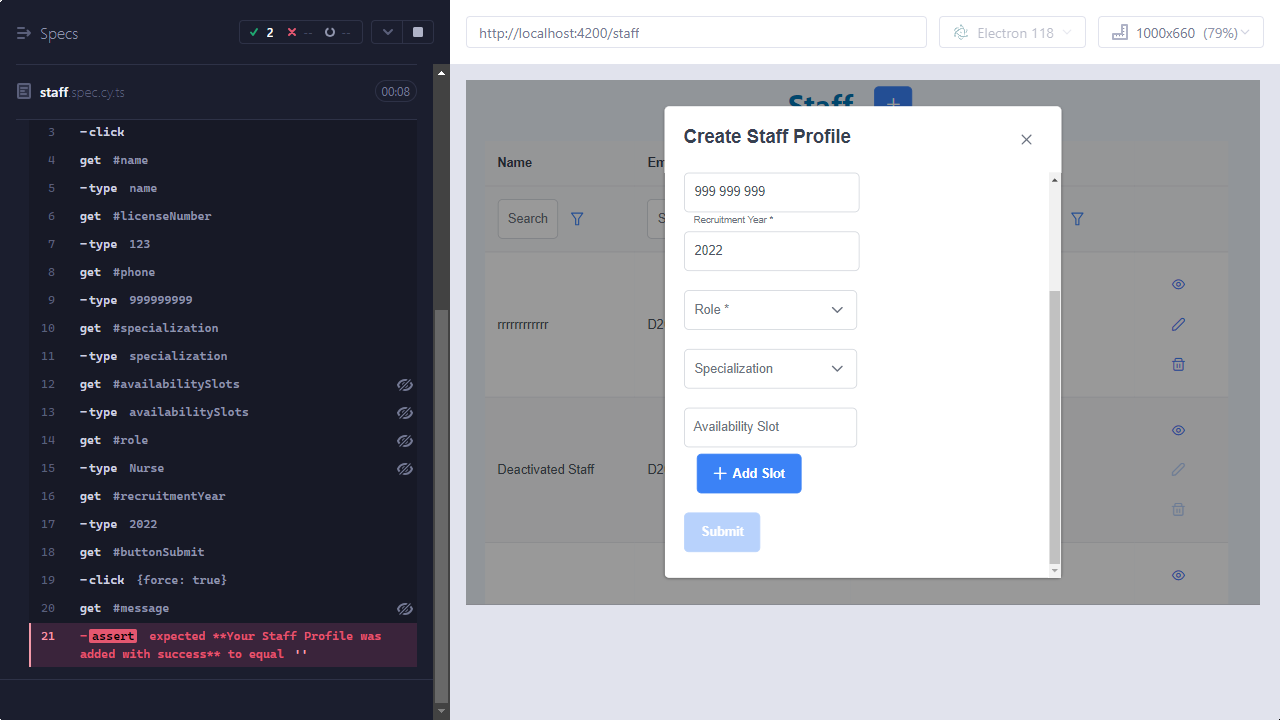 Specs
2
--
--
http://localhost:4200/staff
Electron 118
1000x660 (79%)
staff.spec.cy.ts
00:08
3 -click
4 get #name
5 -type name
6 get #licenseNumber
7 -type 123
8 get #phone
9 -type 999999999
10 get #specialization
11 -type specialization
12 get #availabilitySlots
13 -type availabilitySlots
14 get #role
15 -type Nurse
16 get #recruitmentYear
17 -type 2022
18 get #buttonSubmit
19 -click {force: true}
20 get #message
21 -assert expected **Your Staff Profile was
added with success** to equal ''
Staff
Name
Em
Search
S
rrrrrrrrrrrr
D2
Deactivated Staff
D2
Create Staff Profile
999 999 999
Recruitment Year *
2022
Role *
Specialization
Availability Slot
+ Add Slot
Submit